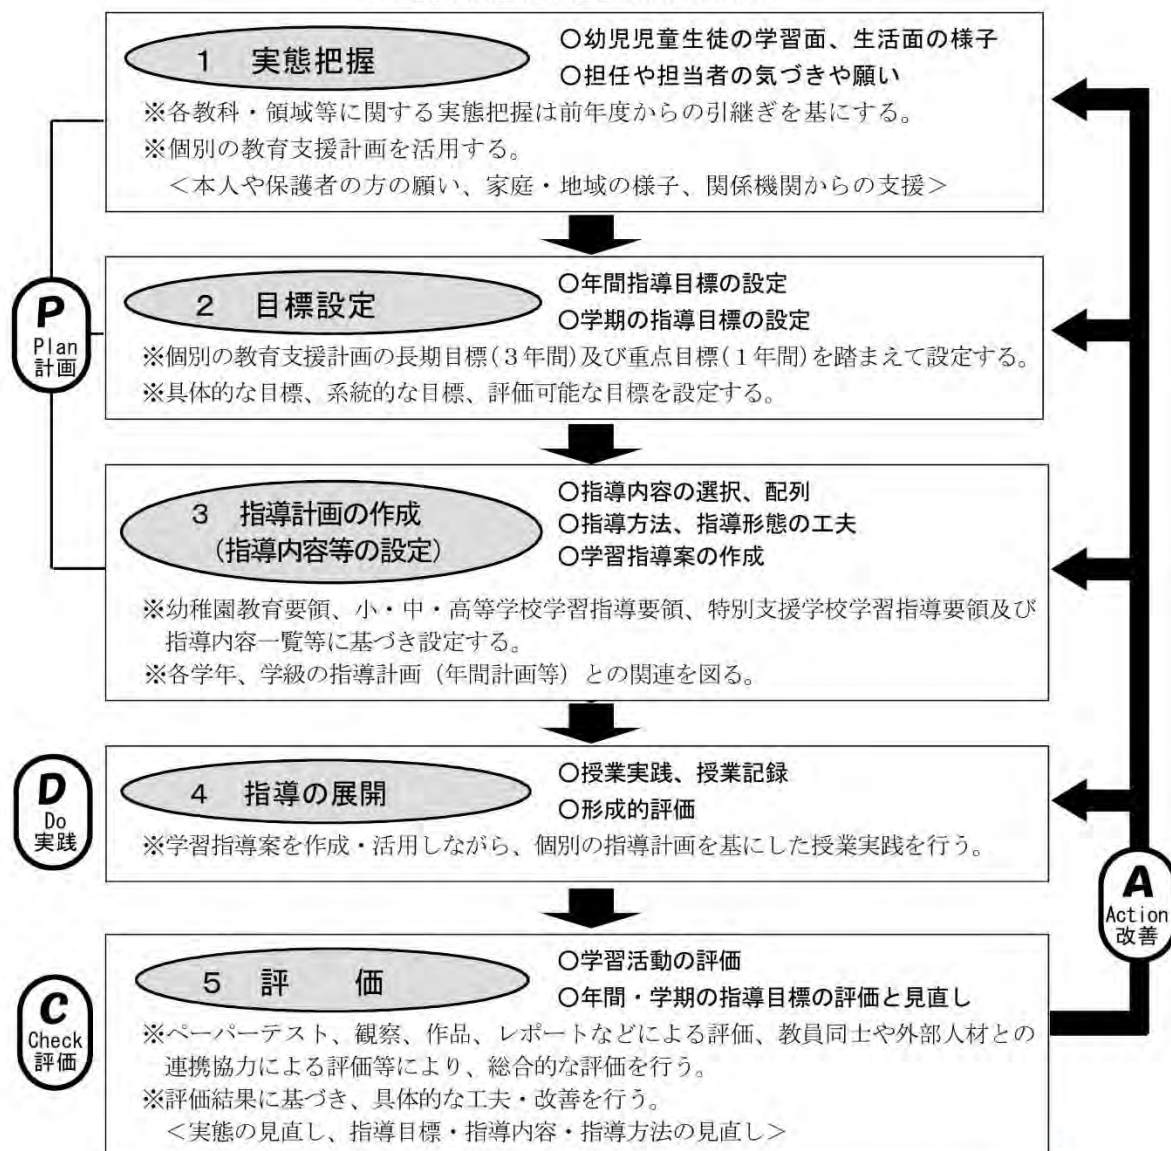 1 実態把握
○幼児児童生徒の学習面、生活面の様子
○担任や担当者の気づきや願い
※各教科・領域等に関する実態把握は前年度からの引継ぎを基にする。
※個別の教育支援計画を活用する。
＜本人や保護者の方の願い、家庭・地域の様子、関係機関からの支援＞
P
Plan
計画
2 目標設定
○年間指導目標の設定
○学期の指導目標の設定
※個別の教育支援計画の長期目標(3年間)及び重点目標(1年間)を踏まえて設定する。
※具体的な目標、系統的な目標、評価可能な目標を設定する。
3 指導計画の作成
(指導内容等の設定)
○指導内容の選択、配列
○指導方法、指導形態の工夫
○学習指導案の作成
※幼稚園教育要領、小・中・高等学校学習指導要領、特別支援学校学習指導要領及び
指導内容一覧等に基づき設定する。
※各学年、学級の指導計画（年間計画等）との関連を図る。
D
Do
実践
4 指導の展開
○授業実践、授業記録
○形成的評価
※学習指導案を作成・活用しながら、個別の指導計画を基にした授業実践を行う。
A
Action
改善
C
Check
評価
5 評 価
○学習活動の評価
○年間・学期の指導目標の評価と見直し
※ペーパーテスト、観察、作品、レポートなどによる評価、教員同士や外部人材との
連携協力による評価等により、総合的な評価を行う。
※評価結果に基づき、具体的な工夫・改善を行う。
＜実態の見直し、指導目標・指導内容・指導方法の見直し＞